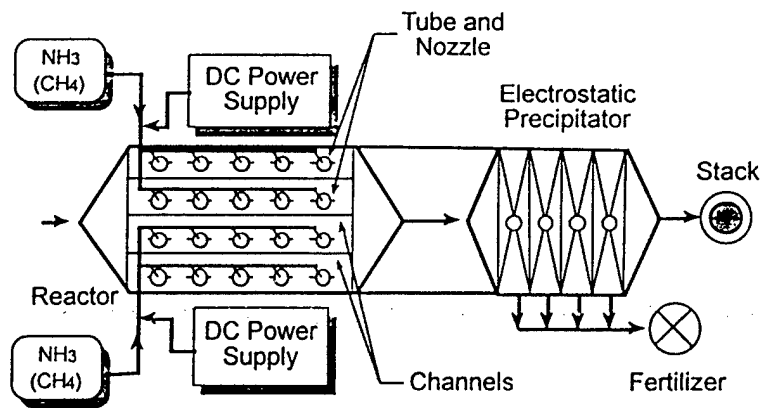 NH3
(CH4)
DC Power
Supply
Tube and
Nozzle
Electrostatic
Precipitator
Stack
Reactor
NH3
(CH4)
DC Power
Supply
Channels
Fertilizer